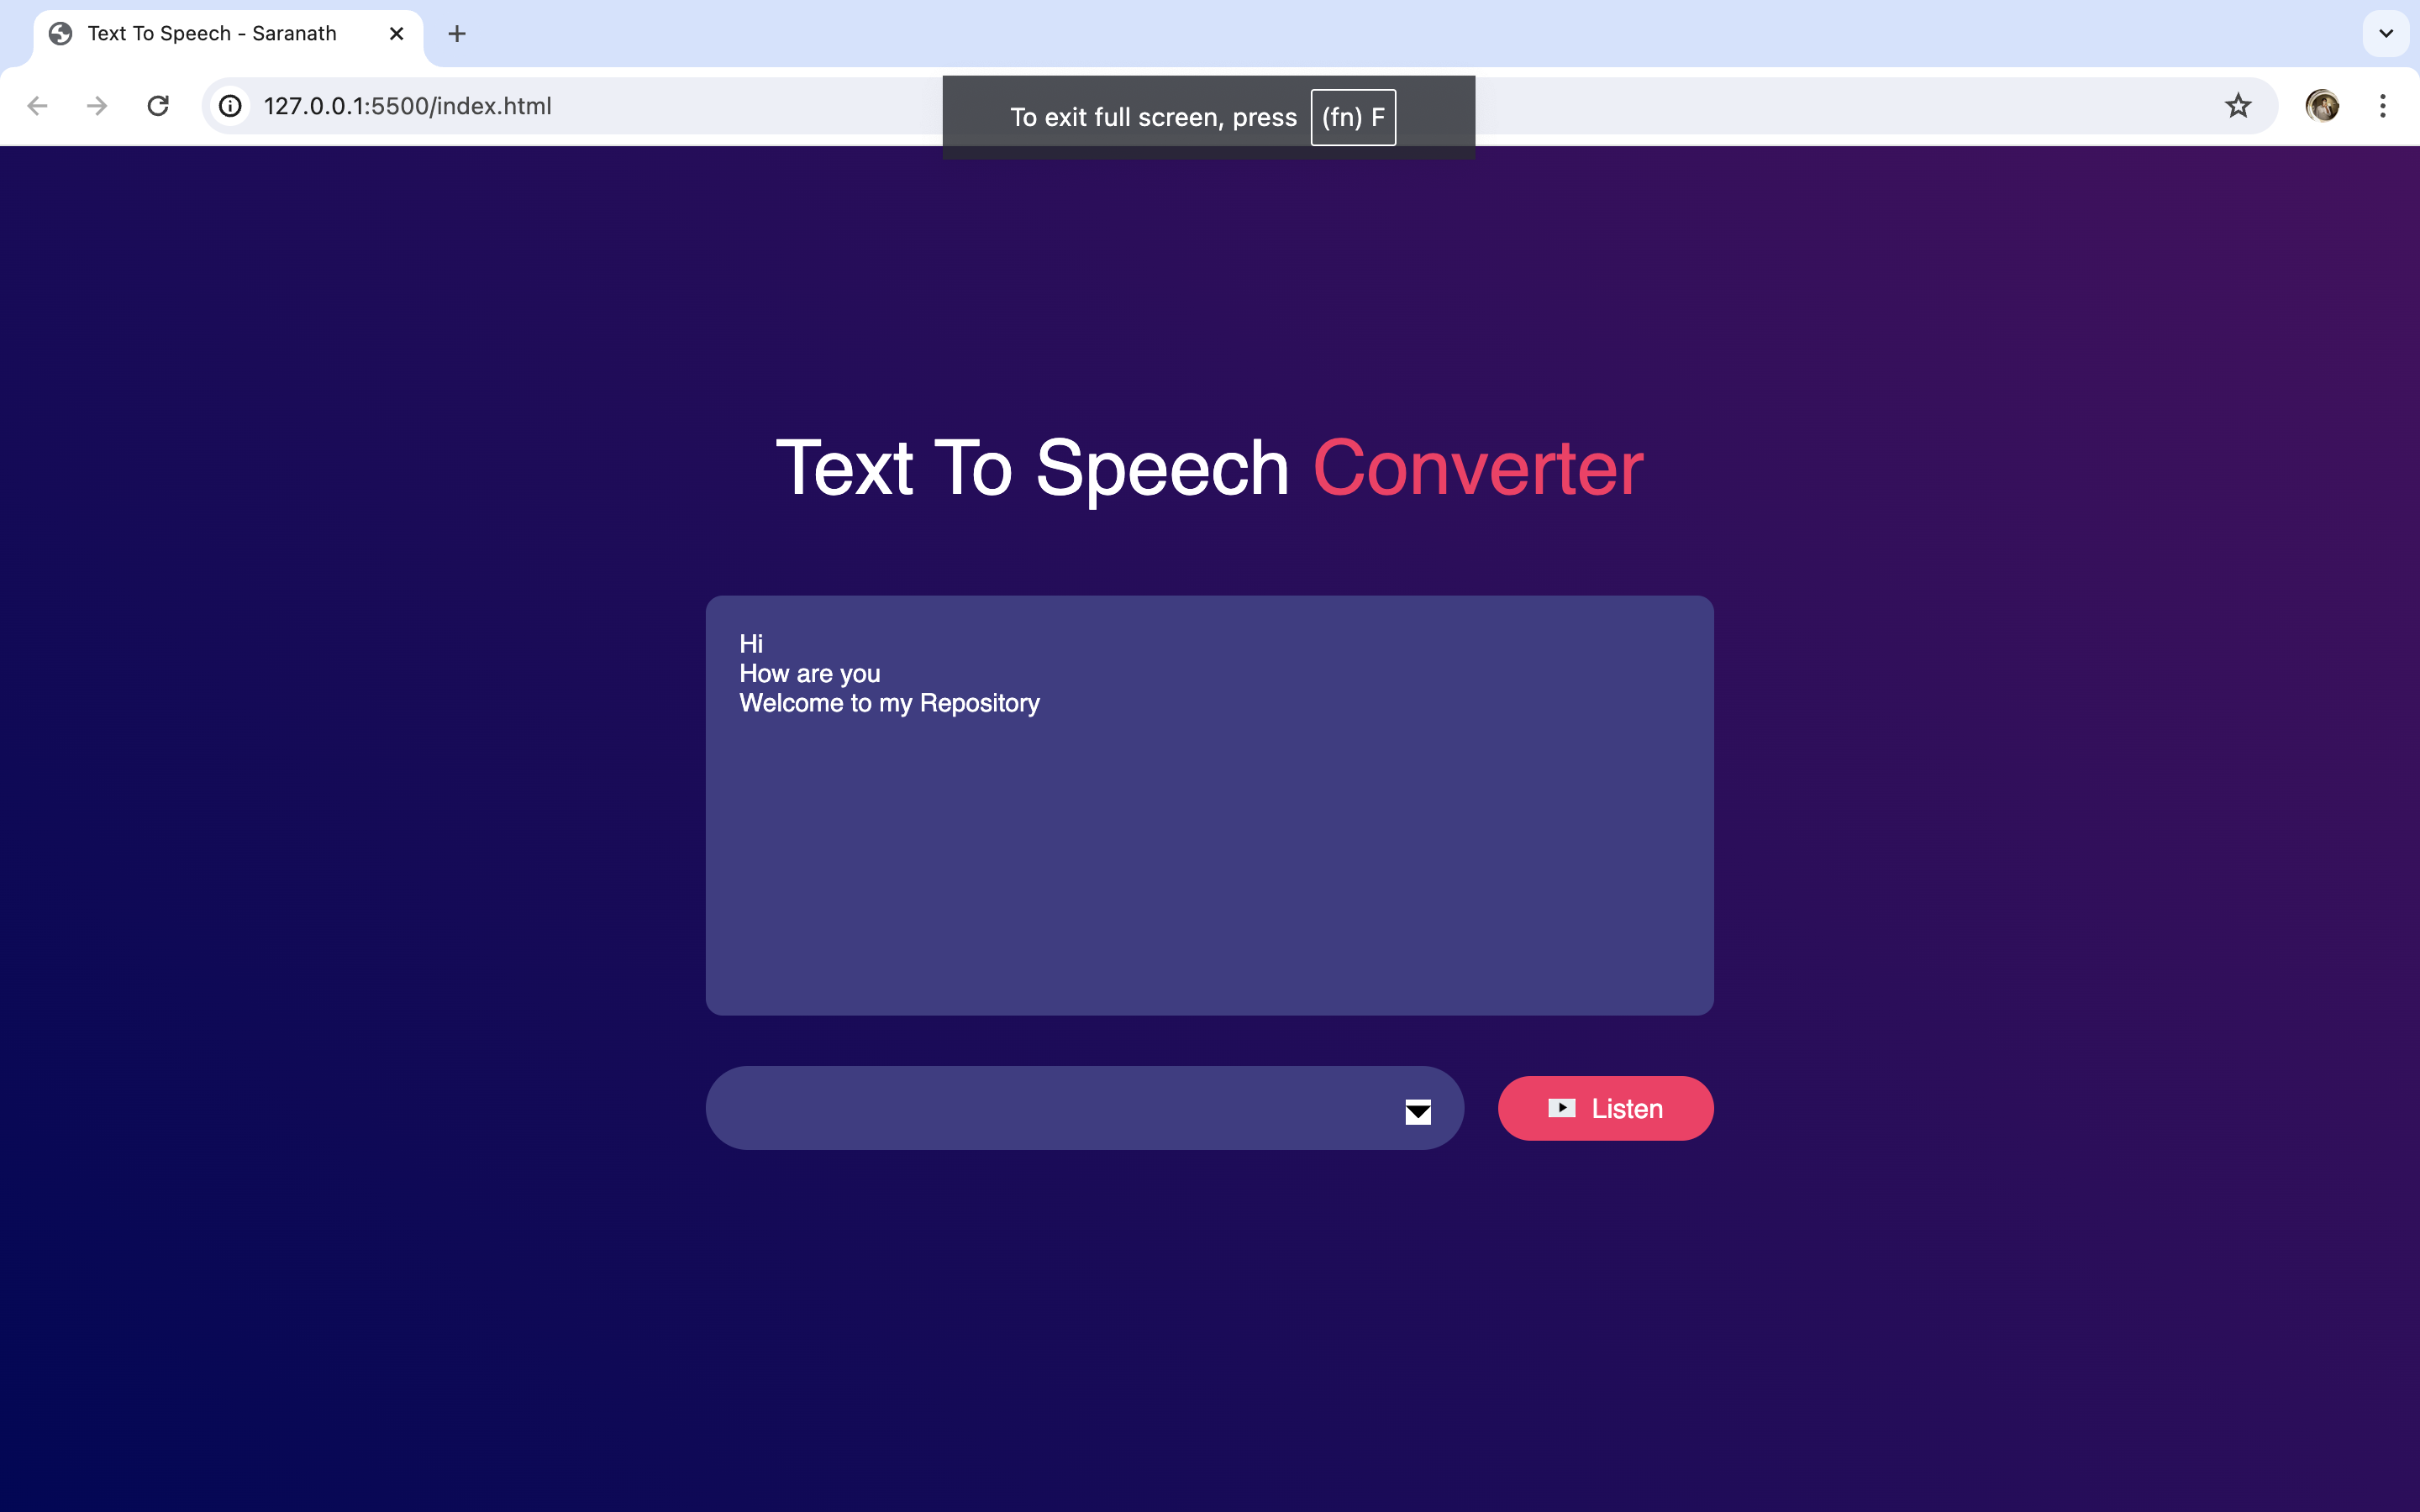 Text To Speech - Saranath
127.0.0.1:5500/index.html
To exit full screen, press (fn) F
Text To Speech Converter
Hi
How are you
Welcome to my Repository
Listen